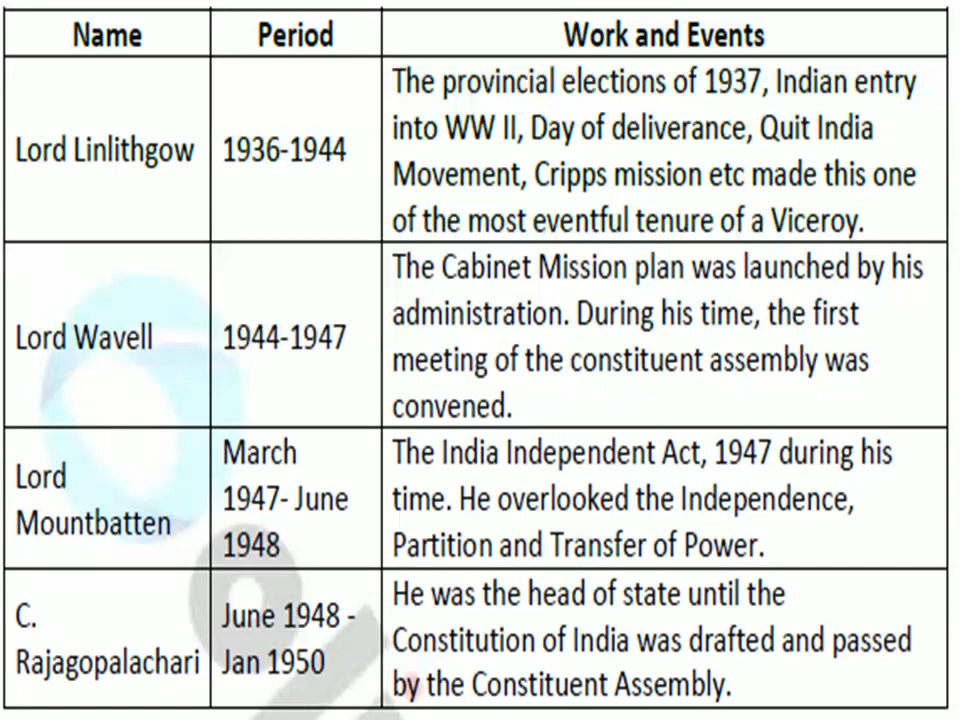 Name Period Work and Events
Lord Linlithgow 1936-1944
The provincial elections of 1937, Indian entry
into WW II, Day of deliverance, Quit India
Movement, Cripps mission etc made this one
of the most eventful tenure of a Viceroy.
Lord Wavell 1944-1947
The Cabinet Mission plan was launched by his
administration. During his time, the first
meeting of the constituent assembly was
convened.
Lord
Mountbatten
March
1947- June
1948
The India Independent Act, 1947 during his
time. He overlooked the Independence,
Partition and Transfer of Power.
C.
Rajagopalachari
June 1948 -
Jan 1950
He was the head of state until the
Constitution of India was drafted and passed
by the Constituent Assembly.